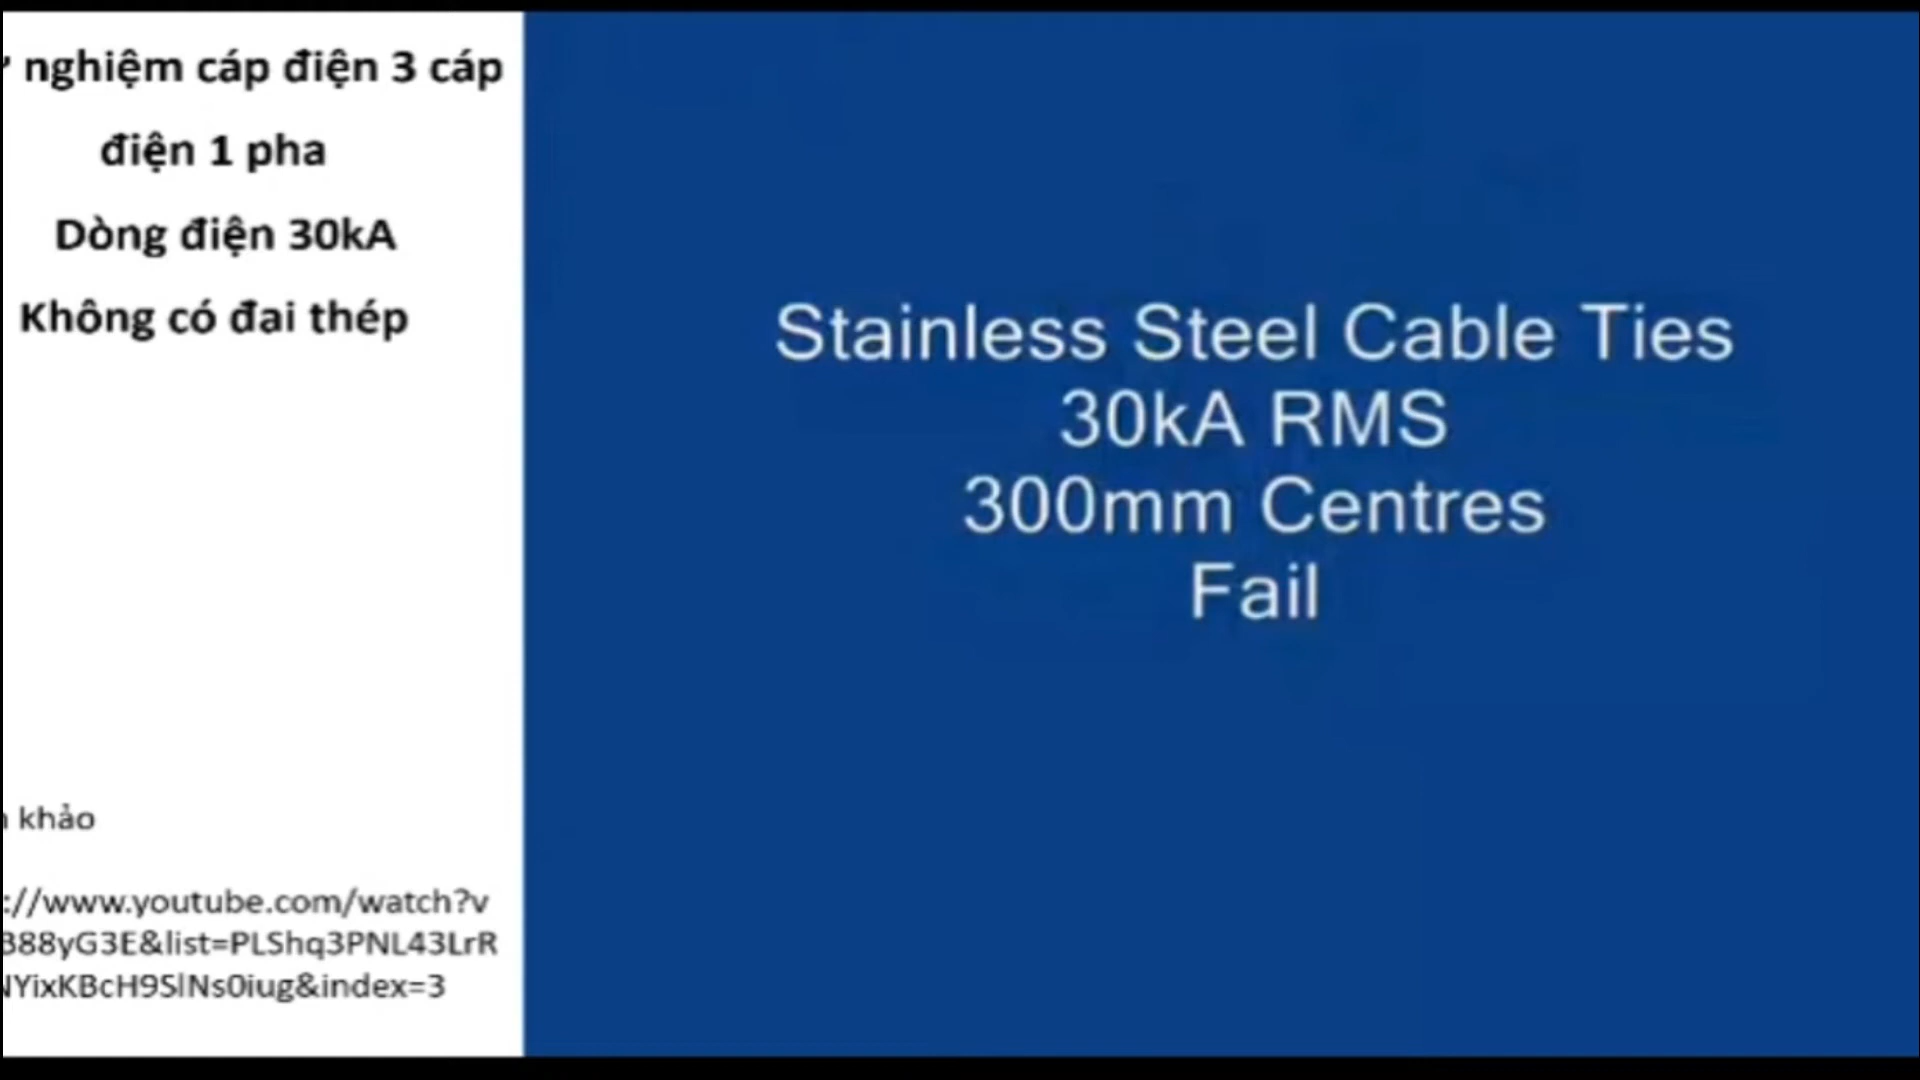 nghiệm cáp điện 3 cáp
điện 1 pha
Dòng điện 30kA
Không có đai thép
khảo
://www.youtube.com/watch?v
388yG3E&list=PLShq3PNL43LrR
YixKBcH9SlNs0iug&index=3
Stainless Steel Cable Ties
30kA RMS
300mm Centres
Fail